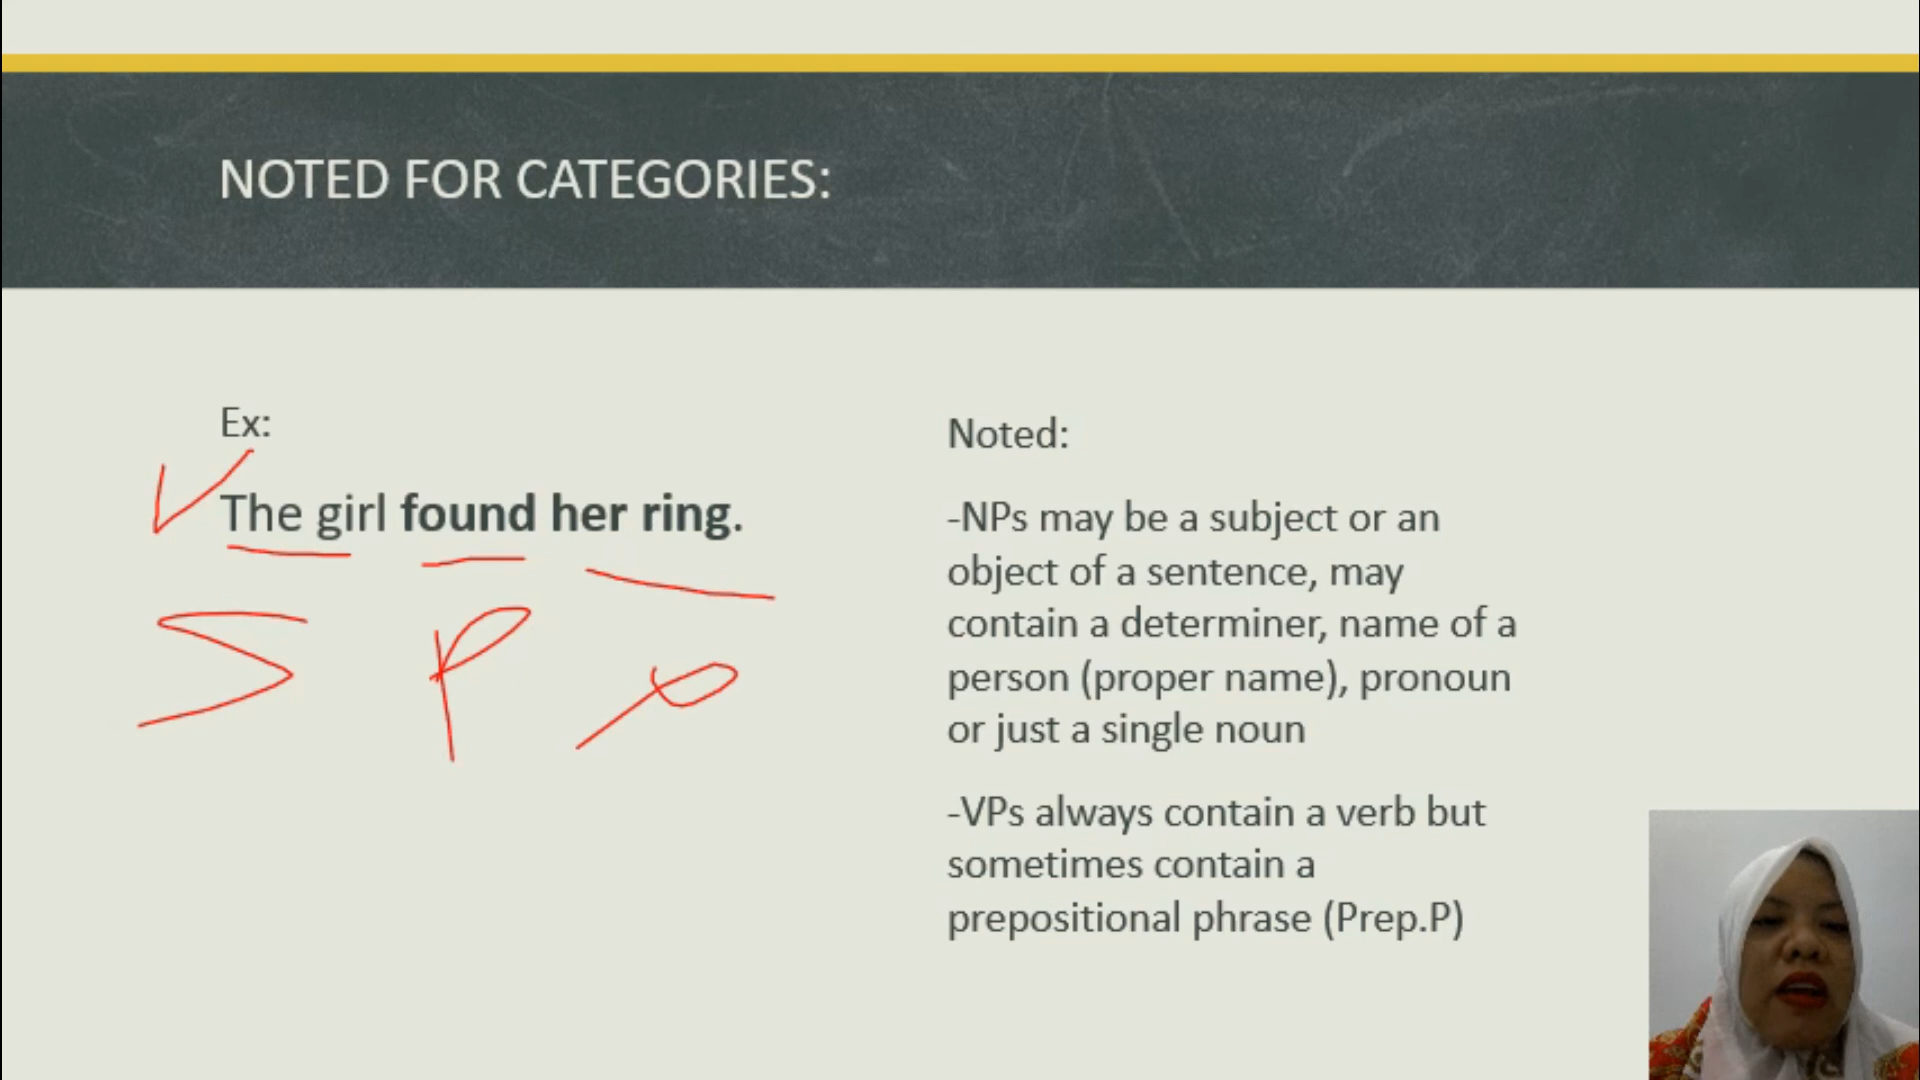 NOTED FOR CATEGORIES:
Ex:
The girl found her ring.
S P o
Noted:
-NPs may be a subject or an
object of a sentence, may
contain a determiner, name of a
person (proper name), pronoun
or just a single noun
-VPs always contain a verb but
sometimes contain a
prepositional phrase (Prep.P)